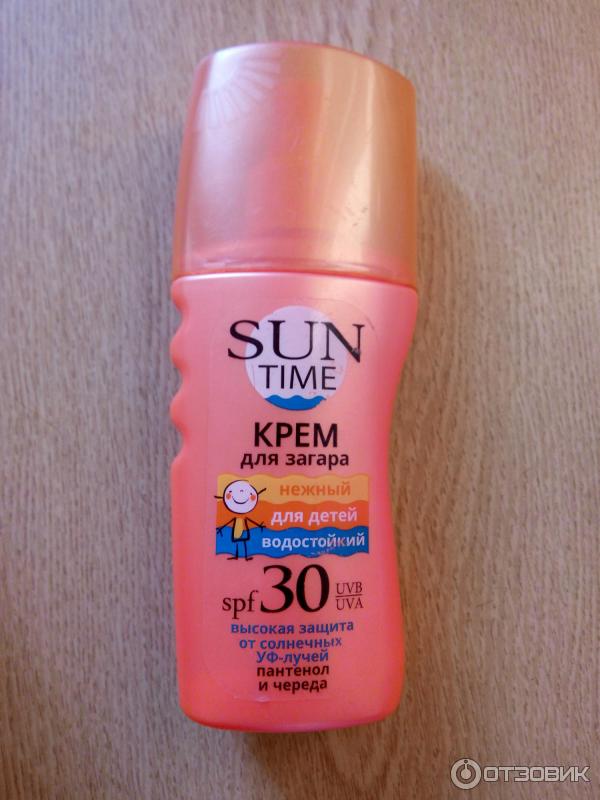 SUN
TIME
КРЕМ
для загара
нежный
для детей
водостойкий
spf 30 UVB
UVA
высокая защита
от солнечных
УФ-лучей
пантенол
и череда
ОТЗОВИК